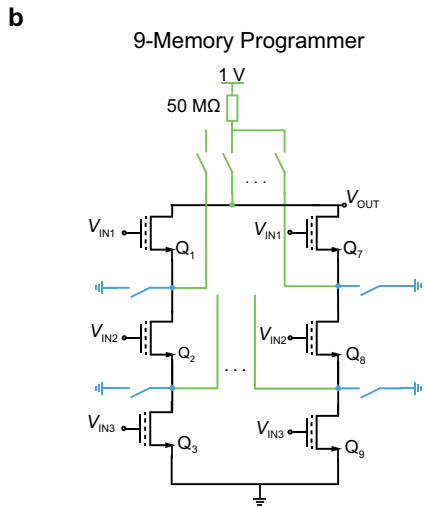 b
9-Memory Programmer
1 V
50 MΩ
. . .
V_OUT
V_IN1
Q_1
V_IN1
Q_7
V_IN2
Q_2
. . .
V_IN2
Q_8
V_IN3
Q_3
V_IN3
Q_9